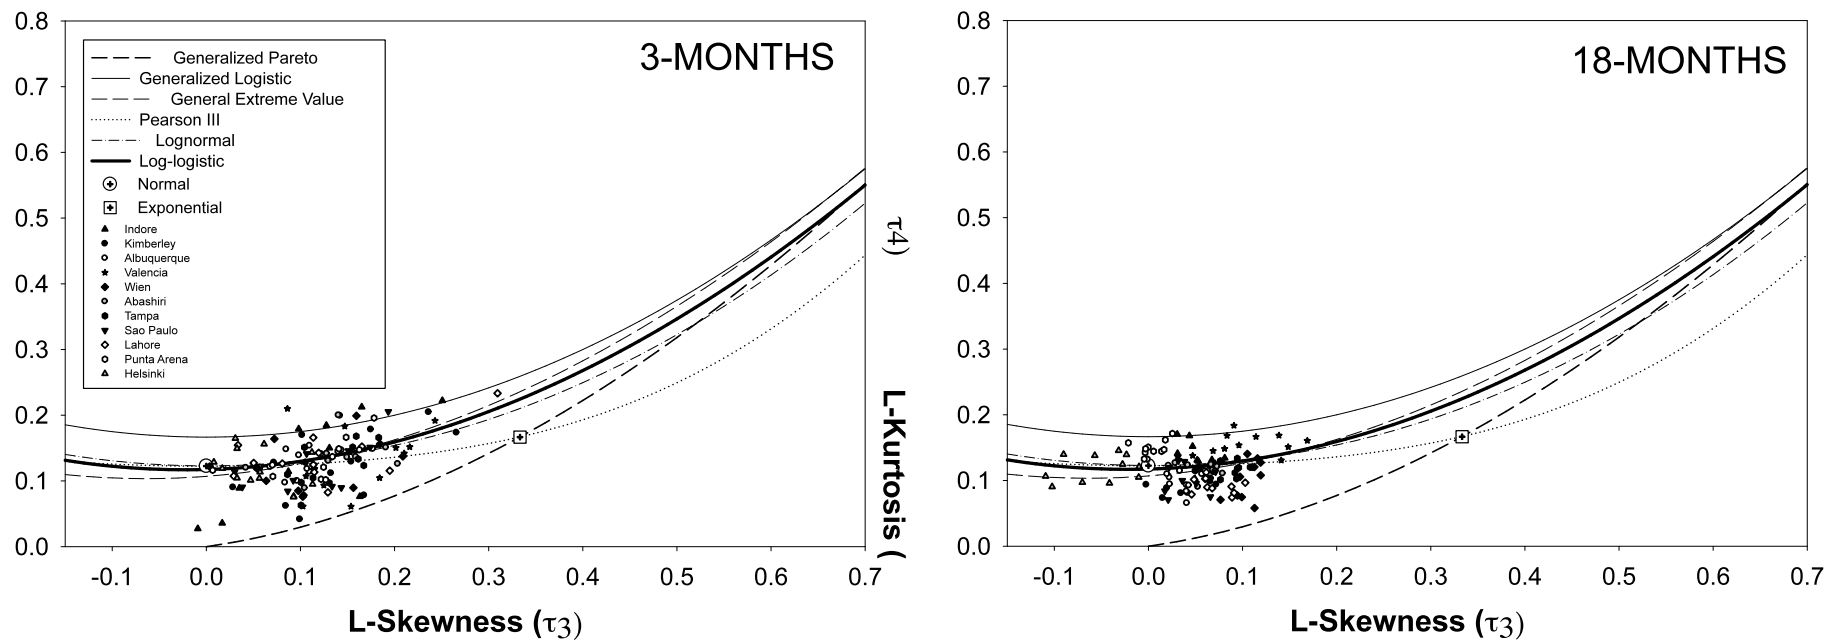 3-MONTHS
0.8
0.7
0.6
0.5
0.4
0.3
0.2
0.1
0.0
Generalized Pareto
Generalized Logistic
General Extreme Value
Pearson III
Lognormal
Log-logistic
Normal
Exponential
Indore
Kimberley
Albuquerque
Valencia
Wien
Abashiri
Tampa
Sao Paulo
Lahore
Punta Arena
Helsinki
-0.1 0.0 0.1 0.2 0.3 0.4 0.5 0.6 0.7
L-Skewness (τ3)
L-Kurtosis (
τ4)
18-MONTHS
0.8
0.7
0.6
0.5
0.4
0.3
0.2
0.1
0.0
-0.1 0.0 0.1 0.2 0.3 0.4 0.5 0.6 0.7
L-Skewness (τ3)